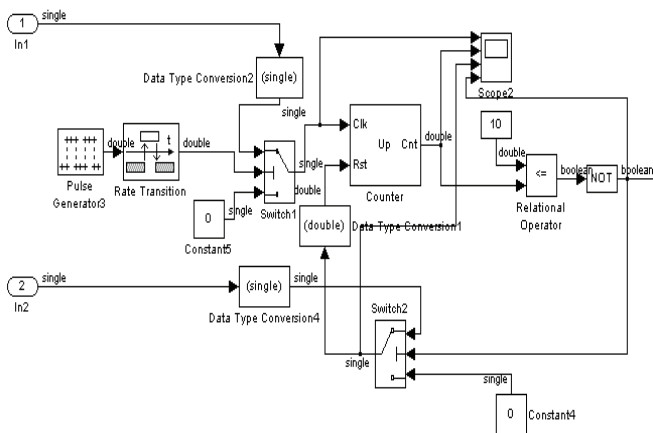 single
1
In1
Data Type Conversion2
(single)
single
Scope2
double
Pulse
Generator3
t
Rate Transition
double
single
double
Switch1
0
single
Constant5
Clk
Rst
Up
Cnt
Counter
double
10
double
<=
Relational
Operator
boolean
NOT
boolean
(double)
Data Type Conversion1
single
2
In2
(single)
single
Data Type Conversion4
Switch2
single
single
0
Constant4